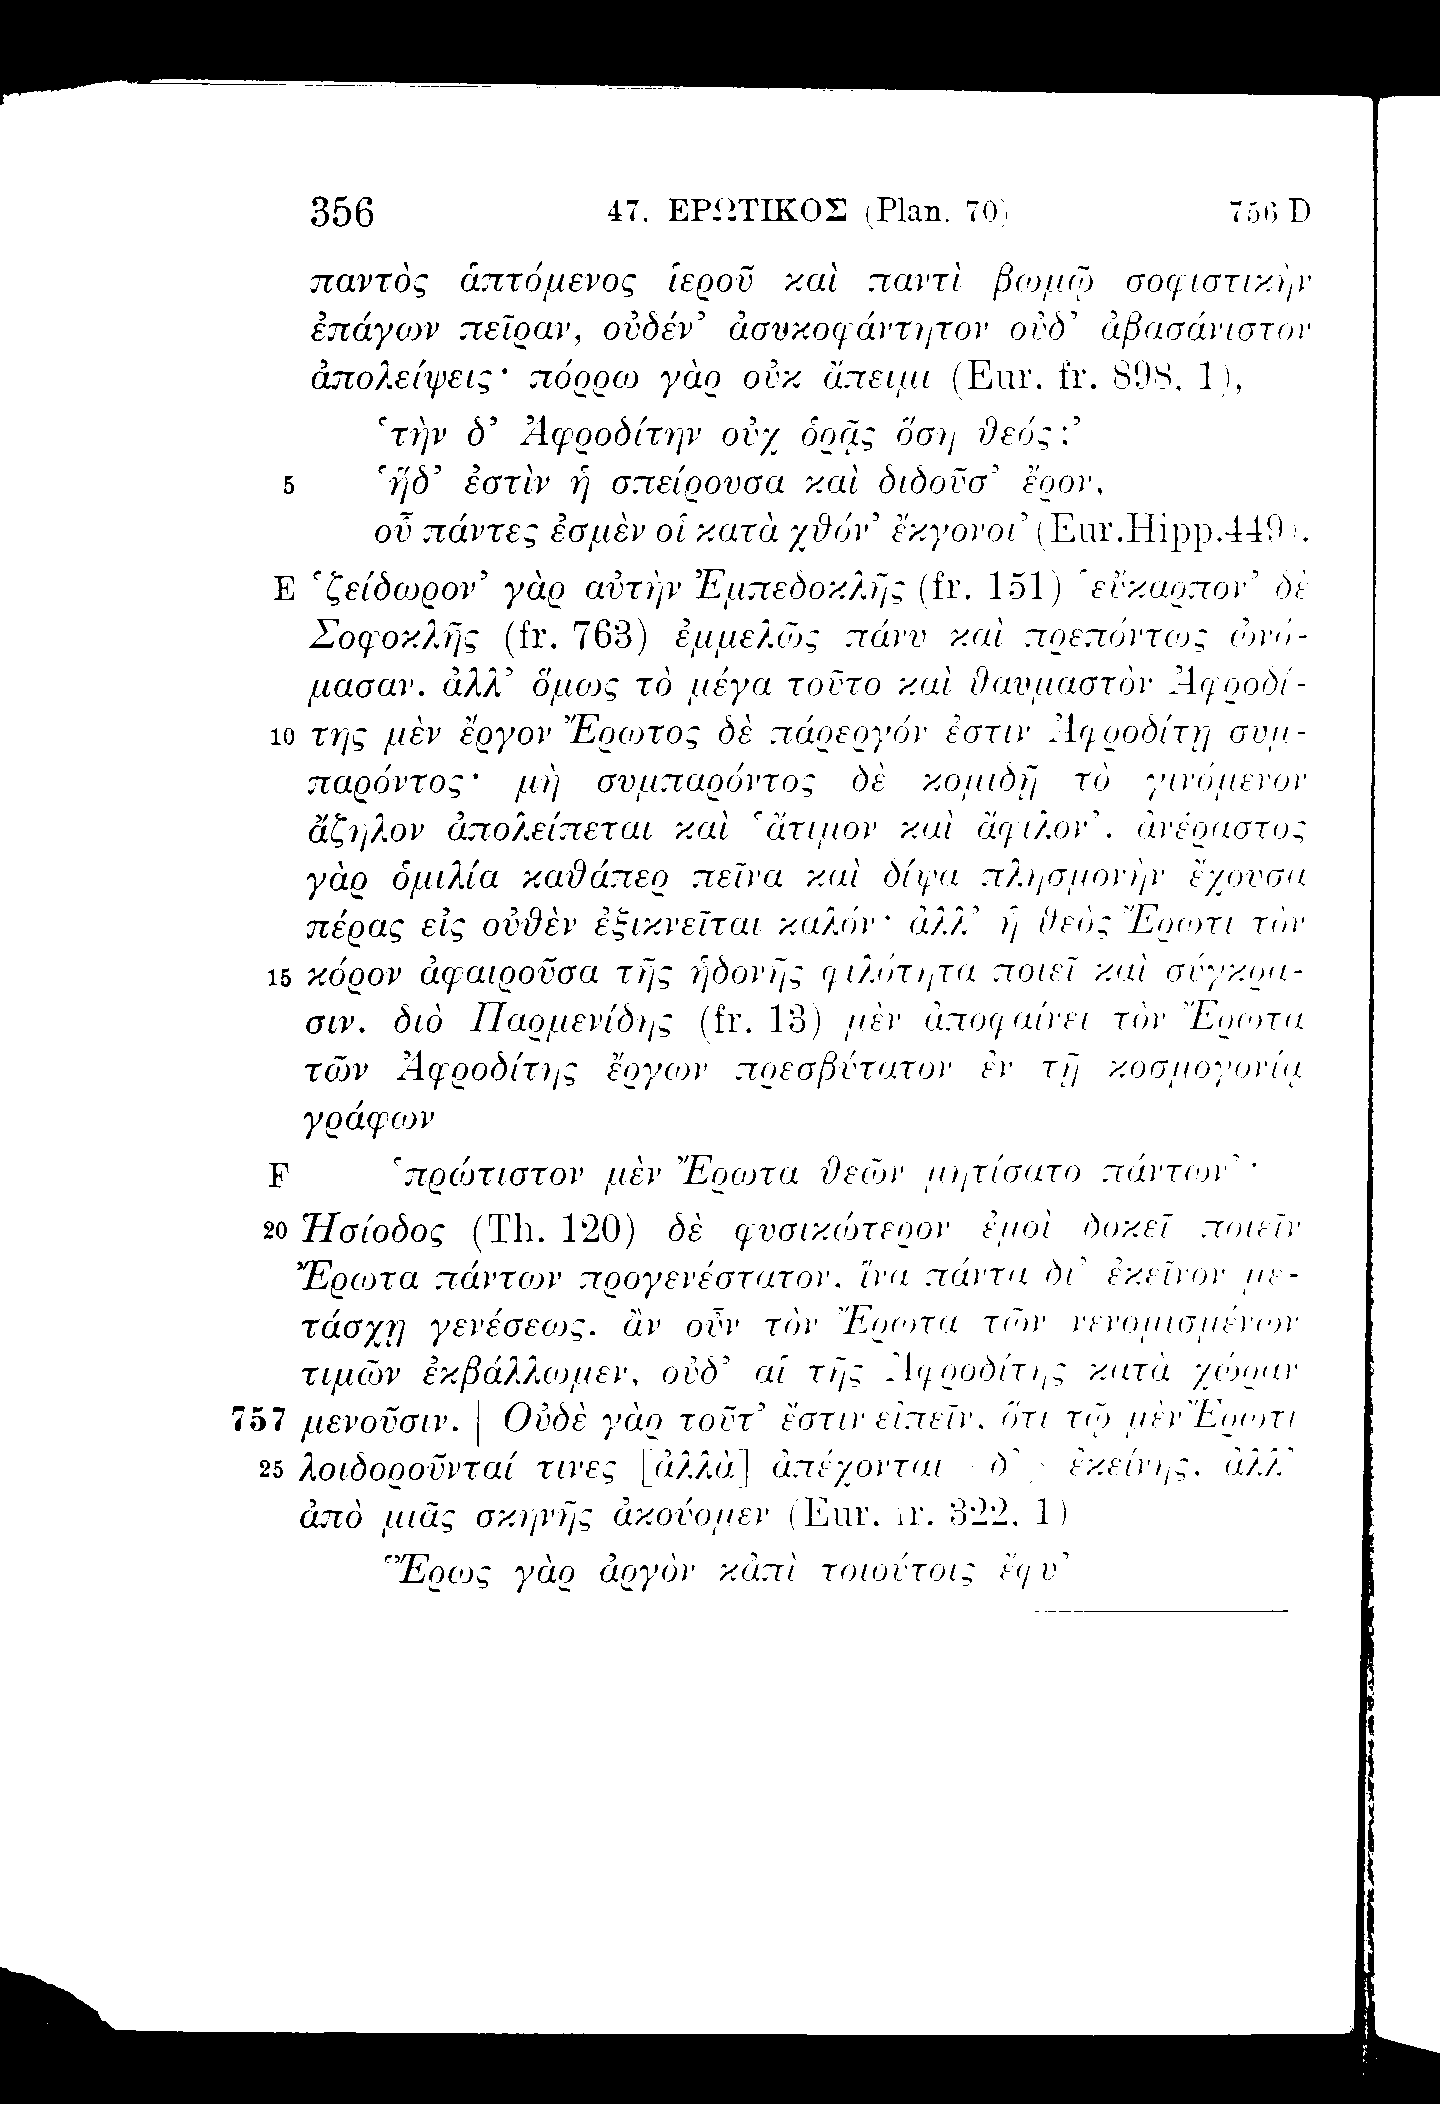 356 47. ΕΡΩΤΙΚΟΣ (Plan. 70) 756 D
παντὸς ἁπτόμενος ἱεροῦ καὶ παντὶ βωμῷ σοφιστικὴν
ἐπάγων πεῖραν, οὐδέν’ ἀσυκοφάντητον οὐδ’ ἀβασάνιστον
ἀπολείψεις· πόρρω γὰρ οὐκ ἄπειμι (Eur. fr. 898, 1),
‘τὴν δ’ Ἀφροδίτην οὐχ ὁρᾷς ὅση θεός;’
5 ‘ἥδ’ ἐστὶν ἡ σπείρουσα καὶ διδοῦσ’ ἔρον,
οὗ πάντες ἐσμὲν οἱ κατὰ χθόν’ ἔκγονοι’ (Eur. Hipp. 449).
E ‘ζείδωρον’ γὰρ αὐτὴν Ἐμπεδοκλῆς (fr. 151) ‘εὔκαρπον’ δὲ
Σοφοκλῆς (fr. 763) ἐμμελῶς πάνυ καὶ πρεπόντως ὠνό-
μασαν. ἀλλ’ ὅμως τὸ μέγα τοῦτο καὶ θαυμαστὸν Ἀφροδί-
10 της μὲν ἔργον Ἔρωτος δὲ πάρεργόν ἐστιν Ἀφροδίτῃ συμ-
παρόντος· μὴ συμπαρόντος δὲ κομιδῇ τὸ γινόμενον
ἄζηλον ἀπολείπεται καὶ ‘ἄτιμον καὶ ἄφιλον’. ἀνέραστος
γὰρ ὁμιλία καθάπερ πεῖνα καὶ δίψα πλησμονὴν ἔχουσα
πέρας εἰς οὐθὲν ἐξικνεῖται καλόν· ἀλλ’ ἡ θεὸς Ἔρωτι τὸν
15 κόρον ἀφαιροῦσα τῆς ἡδονῆς φιλότητα ποιεῖ καὶ σύγκρα-
σιν. διὸ Παρμενίδης (fr. 13) μὲν ἀποφαίνει τὸν Ἔρωτα
τῶν Ἀφροδίτης ἔργων πρεσβύτατον ἐν τῇ κοσμογονίᾳ
γράφων
F ‘πρώτιστον μὲν Ἔρωτα θεῶν μητίσατο πάντων’·
20 Ἡσίοδος (Th. 120) δὲ φυσικώτερον ἐμοὶ δοκεῖ ποιεῖν
Ἔρωτα πάντων προγενέστατον, ἵνα πάντα δι’ ἐκεῖνον με-
τάσχῃ γενέσεως. ἂν οὖν τὸν Ἔρωτα τῶν νενομισμένων
τιμῶν ἐκβάλλωμεν, οὐδ’ αἱ τῆς Ἀφροδίτης κατὰ χώραν
757 μενοῦσιν. | Οὐδὲ γὰρ τοῦτ’ ἔστιν εἰπεῖν, ὅτι τῷ μὲν Ἔρωτι
25 λοιδοροῦνταί τινες [ἀλλὰ] ἀπέχονται ⟨δ’⟩ ἐκείνης, ἀλλ’
ἀπὸ μιᾶς σκηνῆς ἀκούομεν (Eur. fr. 322, 1)
‘Ἔρως γὰρ ἀργὸν κἀπὶ τοιούτοις ἔφυ’